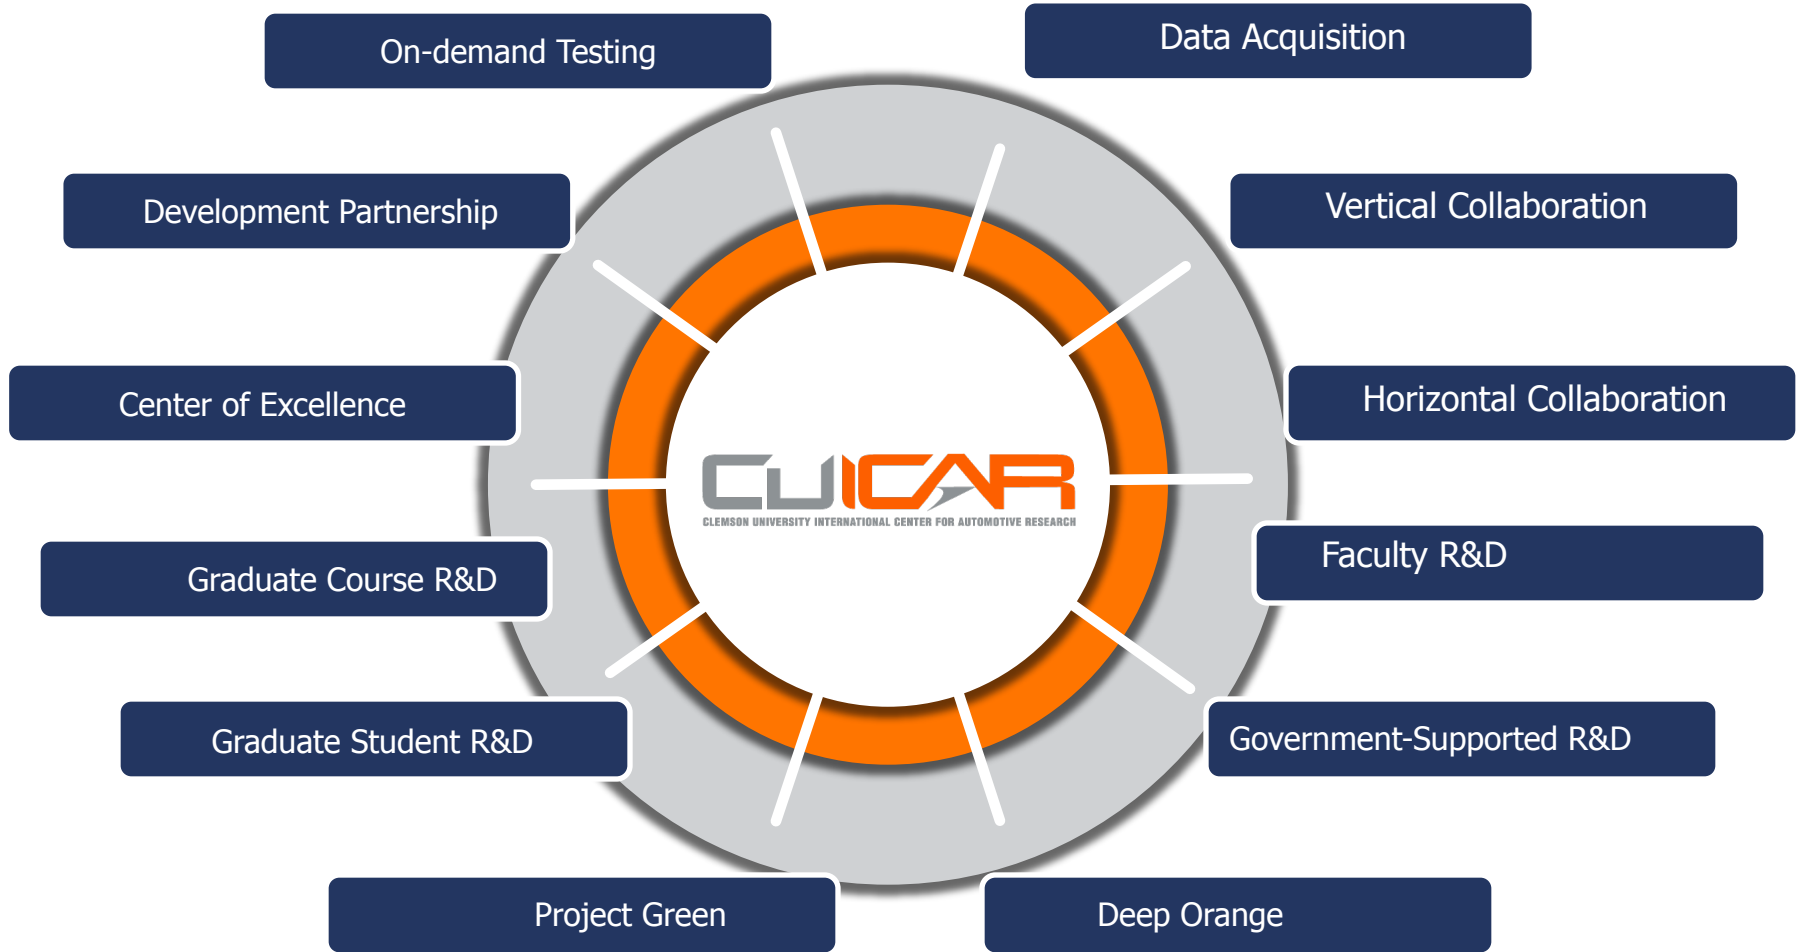 On-demand Testing
Data Acquisition
Development Partnership
Vertical Collaboration
Center of Excellence
Horizontal Collaboration
CUICAR
CLEMSON UNIVERSITY INTERNATIONAL CENTER FOR AUTOMOTIVE RESEARCH
Graduate Course R&D
Faculty R&D
Graduate Student R&D
Government-Supported R&D
Project Green
Deep Orange